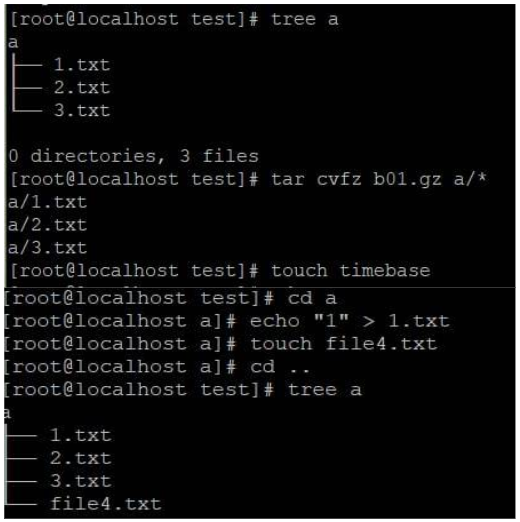 [root@localhost test]# tree a
a
├── 1.txt
├── 2.txt
└── 3.txt
0 directories, 3 files
[root@localhost test]# tar cvfz b01.gz a/*
a/1.txt
a/2.txt
a/3.txt
[root@localhost test]# touch timebase
[root@localhost test]# cd a
[root@localhost a]# echo "1" > 1.txt
[root@localhost a]# touch file4.txt
[root@localhost a]# cd ..
[root@localhost test]# tree a
a
├── 1.txt
├── 2.txt
├── 3.txt
└── file4.txt